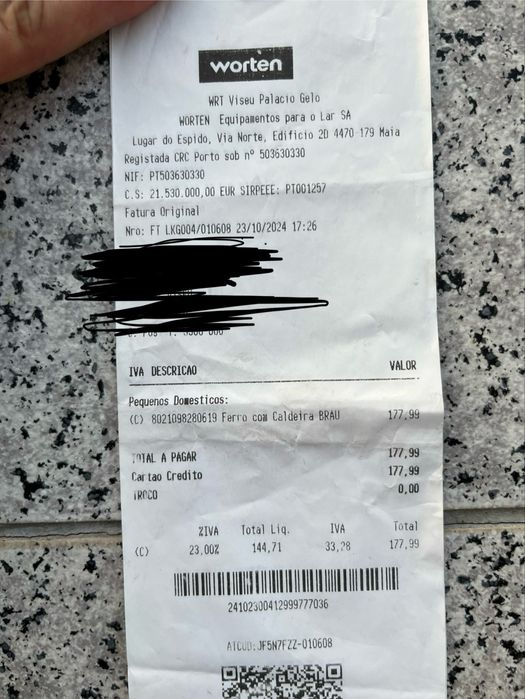 worten
WRT Viseu Palacio Gelo
WORTEN Equipamentos para o Lar SA
Lugar do Espido, Via Norte, Edificio 2D 4470 179 Maia
Registada CRC Porto sob nº 503630330
NIF: PT503630330
C.S: 21.530.000,00 EUR SIRPEEE: PT001257
Fatura Original
Nro: FT LKG004/010608 23/10/2024 17:26
IVA DESCRICAO VALOR
Pequenos Domesticos:
(C) 8021098280619 Ferro com Caldeira BRAU 177,99
TOTAL A PAGAR 177,99
Cartao Credito 177,99
TROCO 0,00
%IVA Total Liq. IVA Total
(C) 23,00% 144,71 33,28 177,99
24102300412999777036
ATCUD:JF5N7FZZ-010608